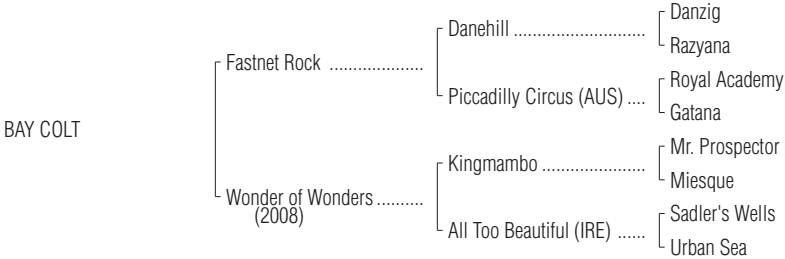 Danzig
Danehill ............................
Razyana
Fastnet Rock ....................
Royal Academy
Piccadilly Circus (AUS) ....
Gatana
BAY COLT
Mr. Prospector
Kingmambo ......................
Miesque
Wonder of Wonders ..........
(2008)
Sadler's Wells
All Too Beautiful (IRE) ......
Urban Sea